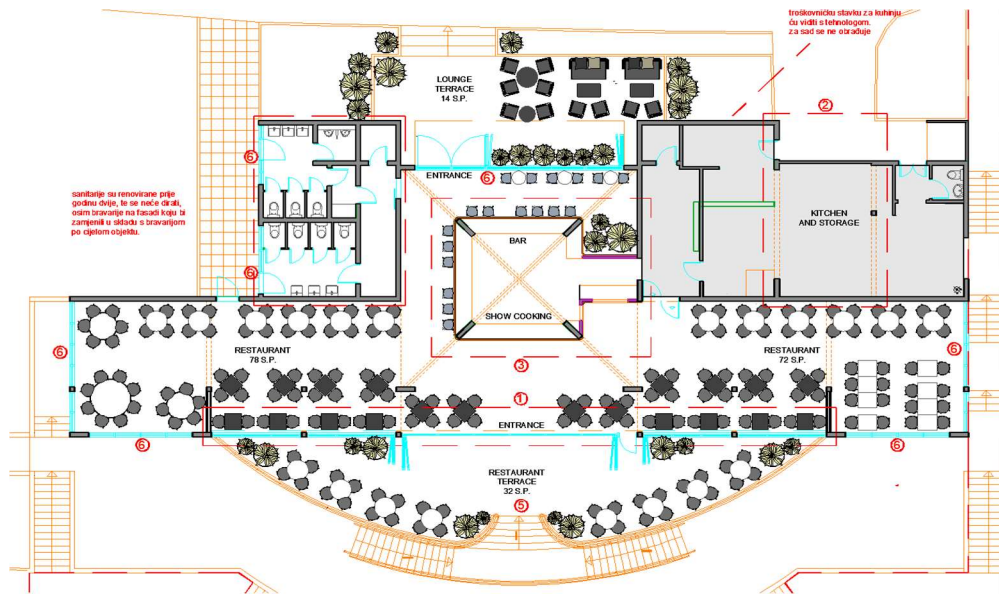 troškovničku stavku za kuhinju
ću viditi s tehnologom.
za sad se ne obrađuje
LOUNGE
TERRACE
14 S.P.
2
6
ENTRANCE
6
sanitarije su renovirane prije
godinu dvije, te se neće dirati,
osim bravarije na fasadi koju bi
zamjenili u skladu s bravarijom
po cijelom objektu.
KITCHEN
AND STORAGE
BAR
6
SHOW COOKING
6
RESTAURANT
78 S.P.
RESTAURANT
72 S.P.
6
3
1
ENTRANCE
6
6
RESTAURANT
TERRACE
32 S.P.
5